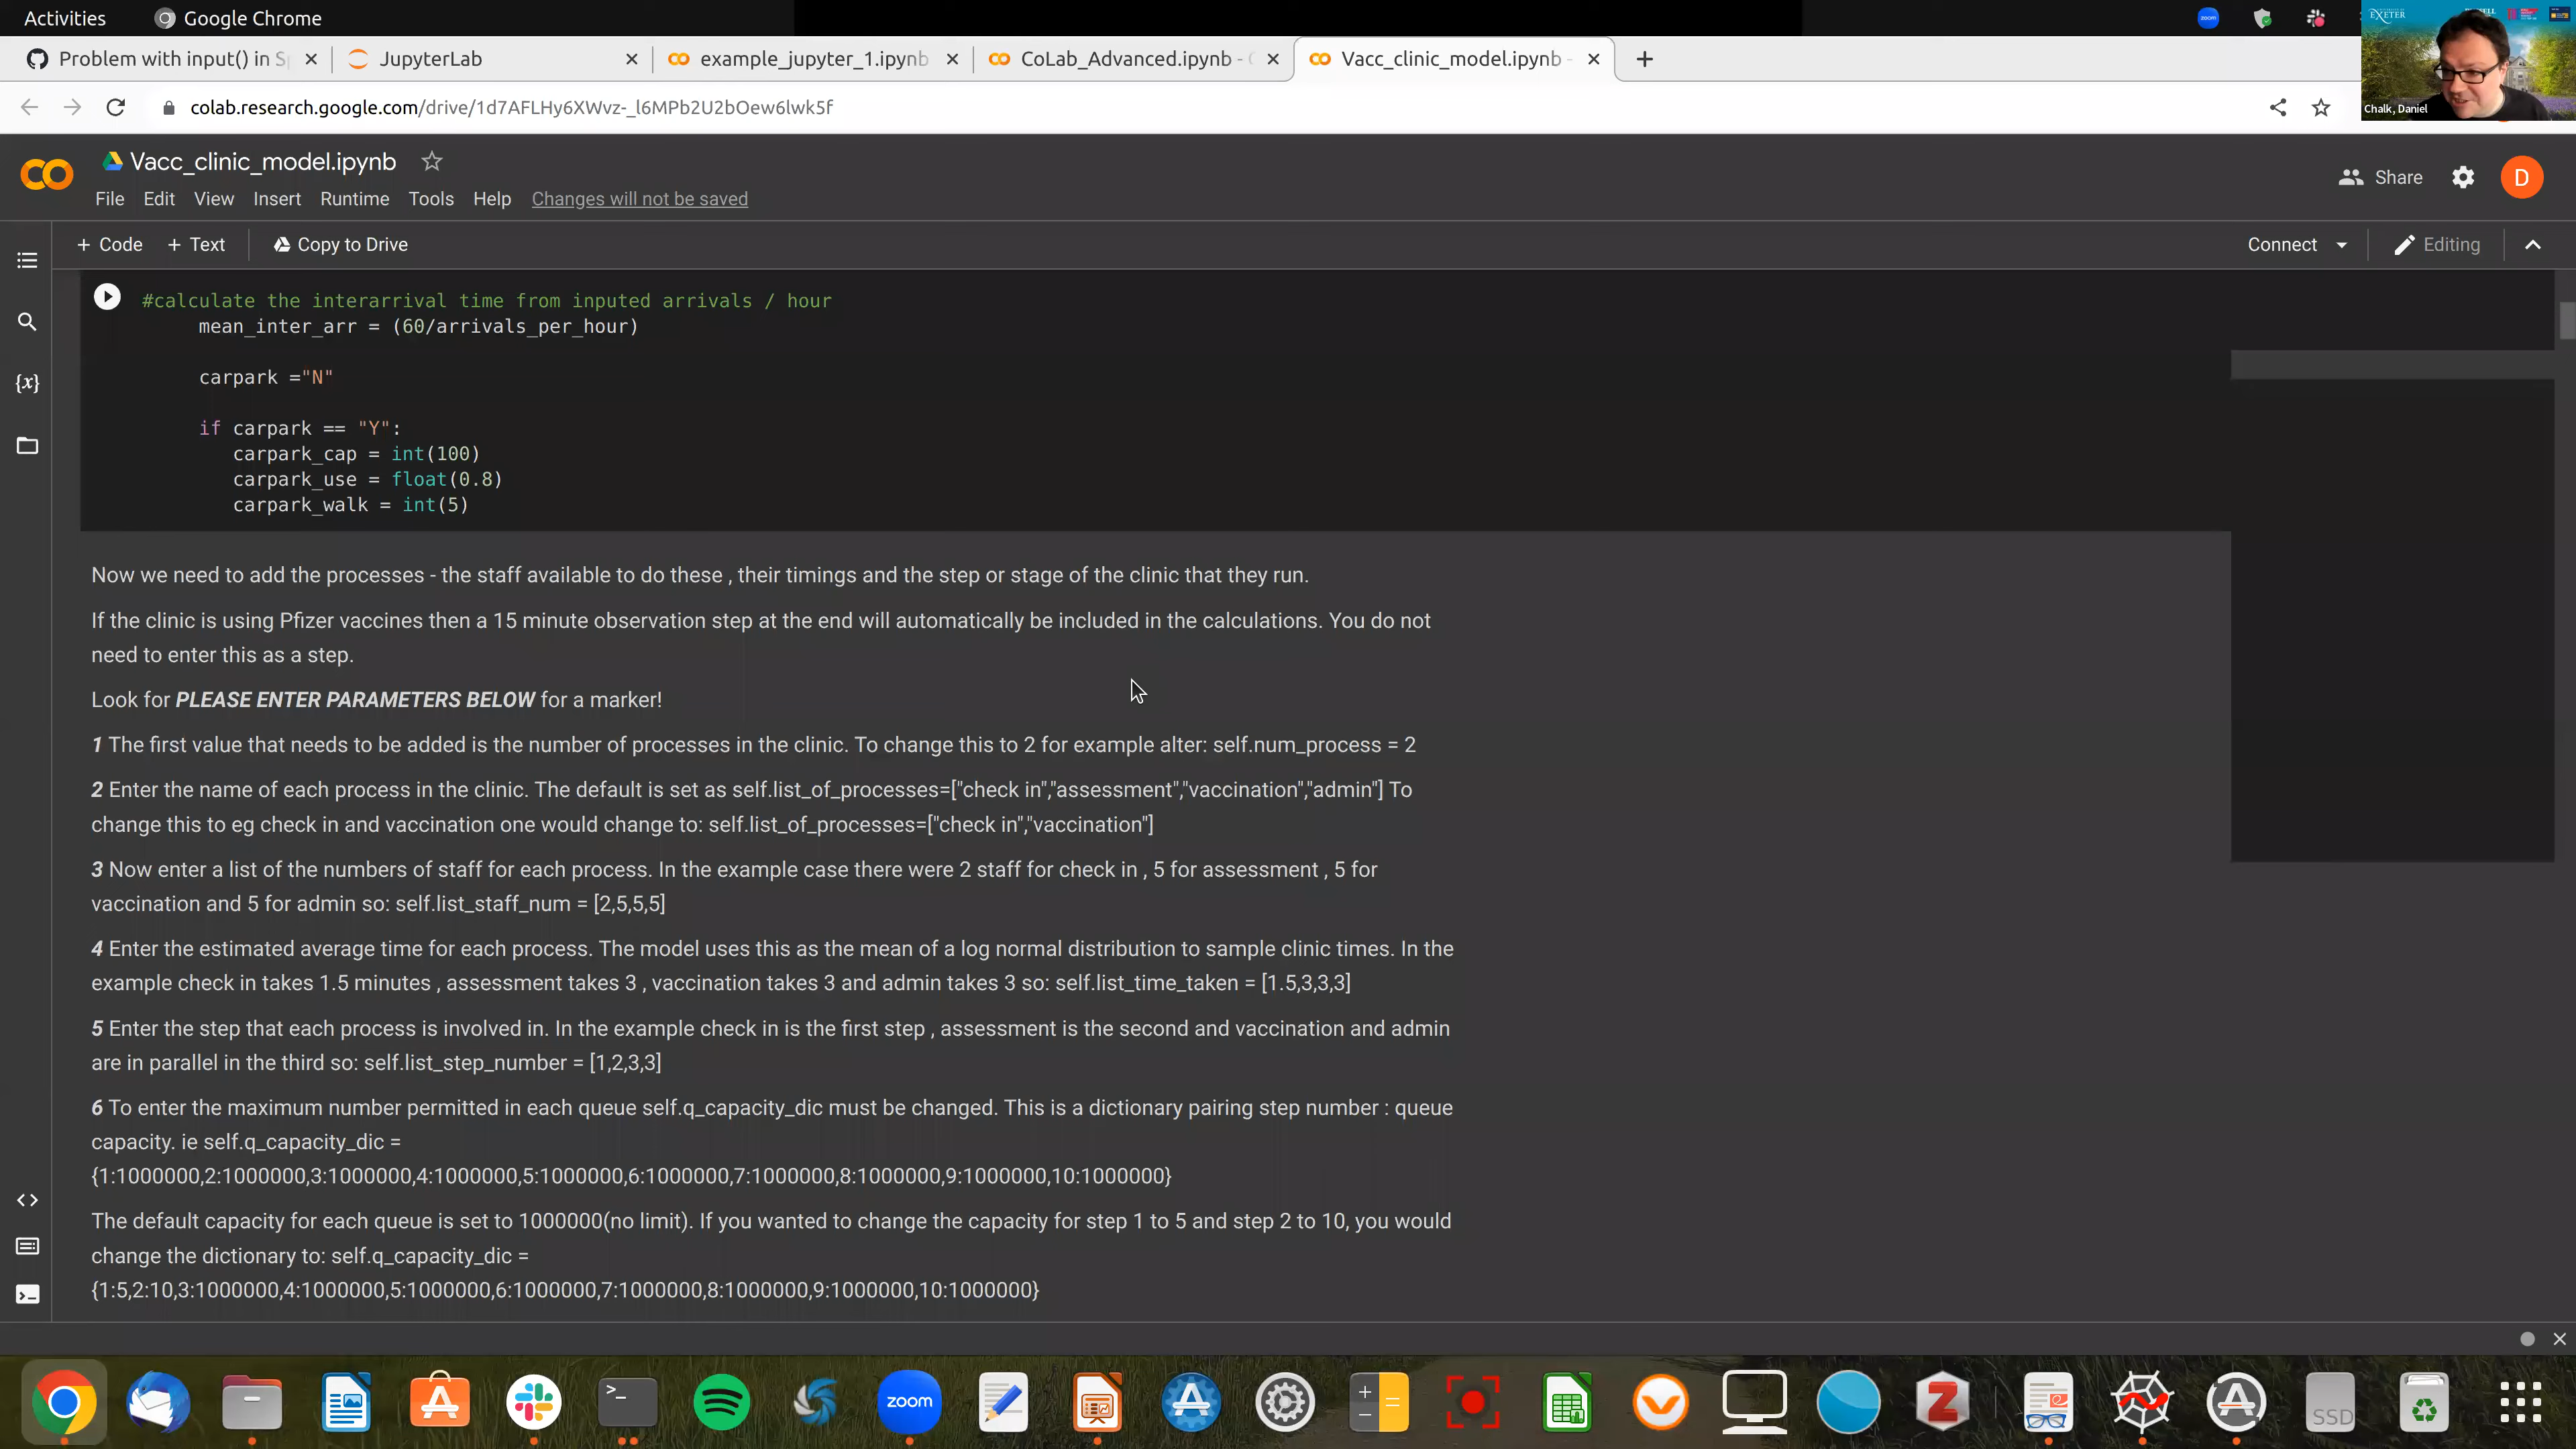 Activities
Google Chrome
zoom
EXETER
Problem with input() in Sp
JupyterLab
example_jupyter_1.ipynb
CoLab_Advanced.ipynb -
Vacc_clinic_model.ipynb -
Chalk, Daniel
colab.research.google.com/drive/1d7AFLHy6XWvz-_l6MPb2U2bOew6lwk5f
Vacc_clinic_model.ipynb
Share
D
File Edit View Insert Runtime Tools Help Changes will not be saved
+ Code + Text Copy to Drive
Connect
Editing
#calculate the interarrival time from inputed arrivals / hour
mean_inter_arr = (60/arrivals_per_hour)
carpark ="N"
if carpark == "Y":
carpark_cap = int(100)
carpark_use = float(0.8)
carpark_walk = int(5)
{x}
Now we need to add the processes - the staff available to do these , their timings and the step or stage of the clinic that they run.
If the clinic is using Pfizer vaccines then a 15 minute observation step at the end will automatically be included in the calculations. You do not
need to enter this as a step.
Look for PLEASE ENTER PARAMETERS BELOW for a marker!
1 The first value that needs to be added is the number of processes in the clinic. To change this to 2 for example alter: self.num_process = 2
2 Enter the name of each process in the clinic. The default is set as self.list_of_processes=["check in","assessment","vaccination","admin"] To
change this to eg check in and vaccination one would change to: self.list_of_processes=["check in","vaccination"]
3 Now enter a list of the numbers of staff for each process. In the example case there were 2 staff for check in , 5 for assessment , 5 for
vaccination and 5 for admin so: self.list_staff_num = [2,5,5,5]
4 Enter the estimated average time for each process. The model uses this as the mean of a log normal distribution to sample clinic times. In the
example check in takes 1.5 minutes , assessment takes 3 , vaccination takes 3 and admin takes 3 so: self.list_time_taken = [1.5,3,3,3]
5 Enter the step that each process is involved in. In the example check in is the first step , assessment is the second and vaccination and admin
are in parallel in the third so: self.list_step_number = [1,2,3,3]
6 To enter the maximum number permitted in each queue self.q_capacity_dic must be changed. This is a dictionary pairing step number : queue
capacity. ie self.q_capacity_dic =
{1:1000000,2:1000000,3:1000000,4:1000000,5:1000000,6:1000000,7:1000000,8:1000000,9:1000000,10:1000000}
The default capacity for each queue is set to 1000000(no limit). If you wanted to change the capacity for step 1 to 5 and step 2 to 10, you would
change the dictionary to: self.q_capacity_dic =
{1:5,2:10,3:1000000,4:1000000,5:1000000,6:1000000,7:1000000,8:1000000,9:1000000,10:1000000}
zoom
SSD